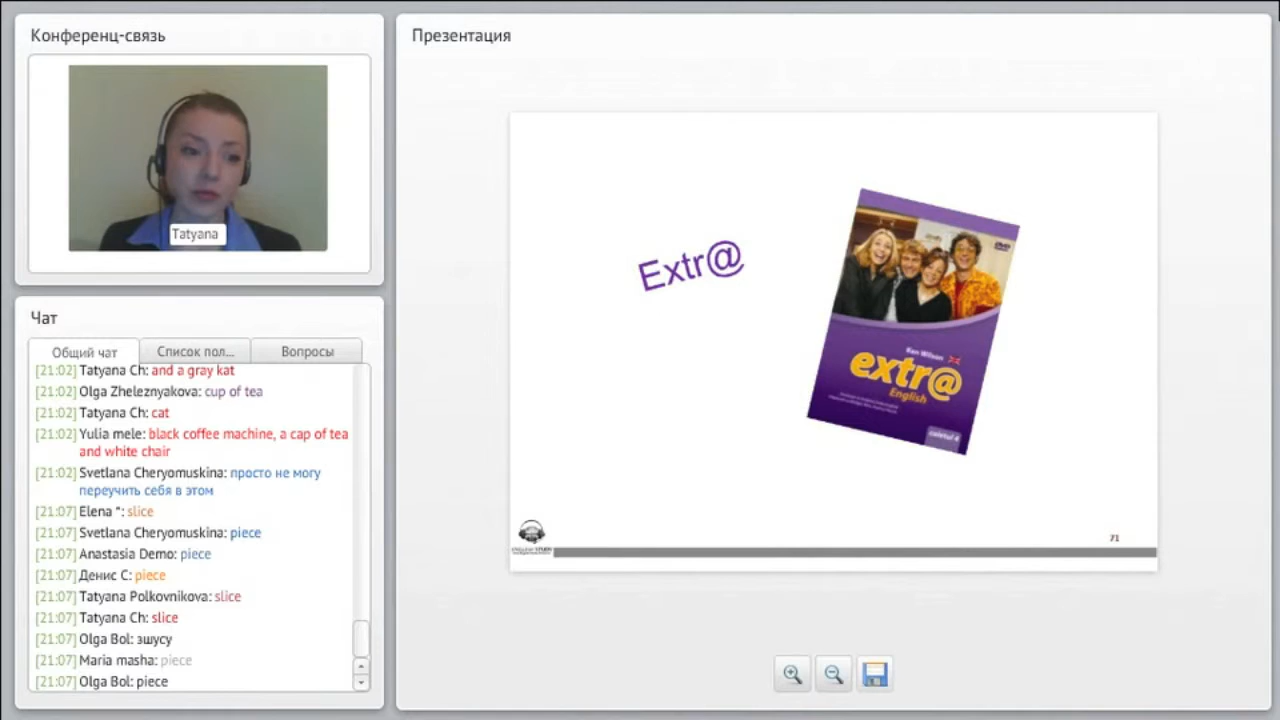 Конференц-связь
Tatyana
Чат
Общий чат
Список пол...
Вопросы
[21:02] Tatyana Ch: and a gray kat
[21:02] Olga Zheleznyakova: cup of tea
[21:02] Tatyana Ch: cat
[21:02] Yulia mele: black coffee machine, a cap of tea
and white chair
[21:02] Svetlana Cheryomuskina: просто не могу
переучить себя в этом
[21:07] Elena *: slice
[21:07] Svetlana Cheryomuskina: piece
[21:07] Anastasia Demo: piece
[21:07] Денис С: piece
[21:07] Tatyana Polkovnikova: slice
[21:07] Tatyana Ch: slice
[21:07] Olga Bol: зшусу
[21:07] Maria masha: piece
[21:07] Olga Bol: piece
Презентация
Extr@
DVD
Ken Wilson
extr@
English
71